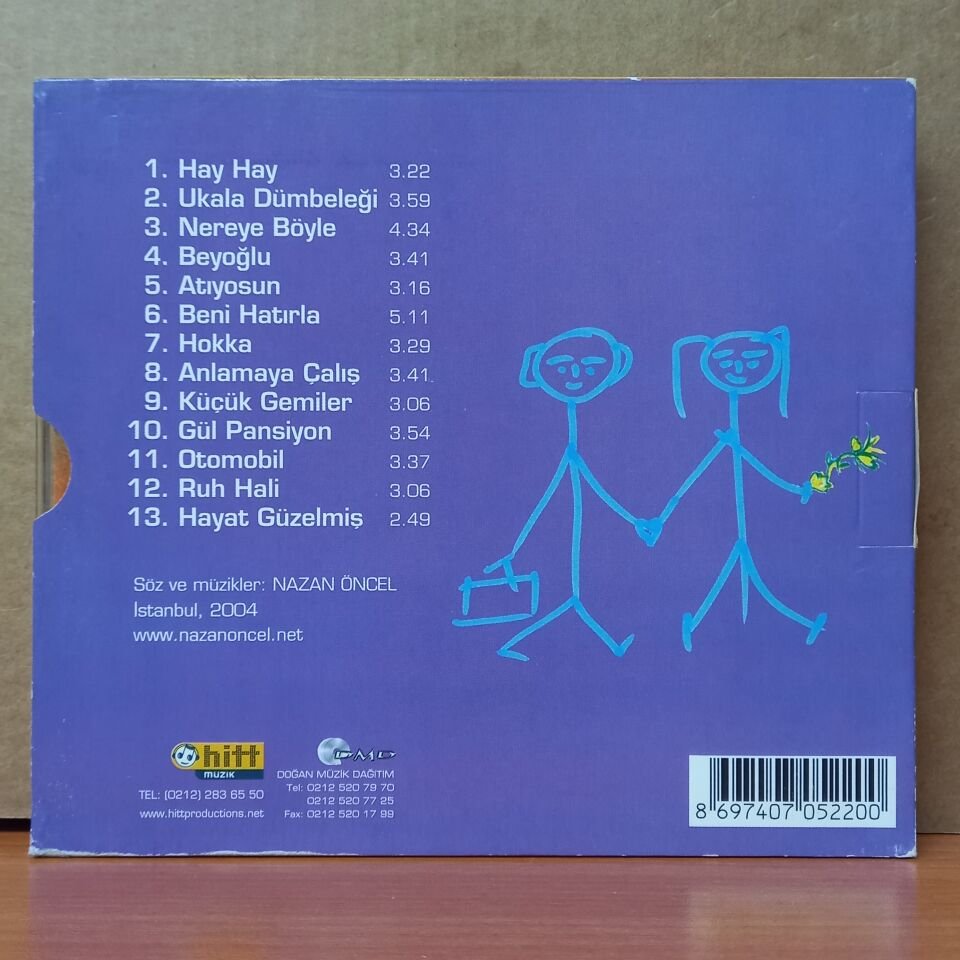 1. Hay Hay 3.22
2. Ukala Dümbeleği 3.59
3. Nereye Böyle 4.34
4. Beyoğlu 3.41
5. Atıyosun 3.16
6. Beni Hatırla 5.11
7. Hokka 3.29
8. Anlamaya Çalış 3.41
9. Küçük Gemiler 3.06
10. Gül Pansiyon 3.54
11. Otomobil 3.37
12. Ruh Hali 3.06
13. Hayat Güzelmiş 2.49
Söz ve müzikler: NAZAN ÖNCEL
İstanbul, 2004
www.nazanoncel.net
hitt
müzik
TEL: (0212) 283 65 50
www.hittproductions.net
DMD
DOĞAN MÜZİK DAĞITIM
Tel: 0212 520 79 70
0212 520 77 25
Fax: 0212 520 17 99
8 697407 052200